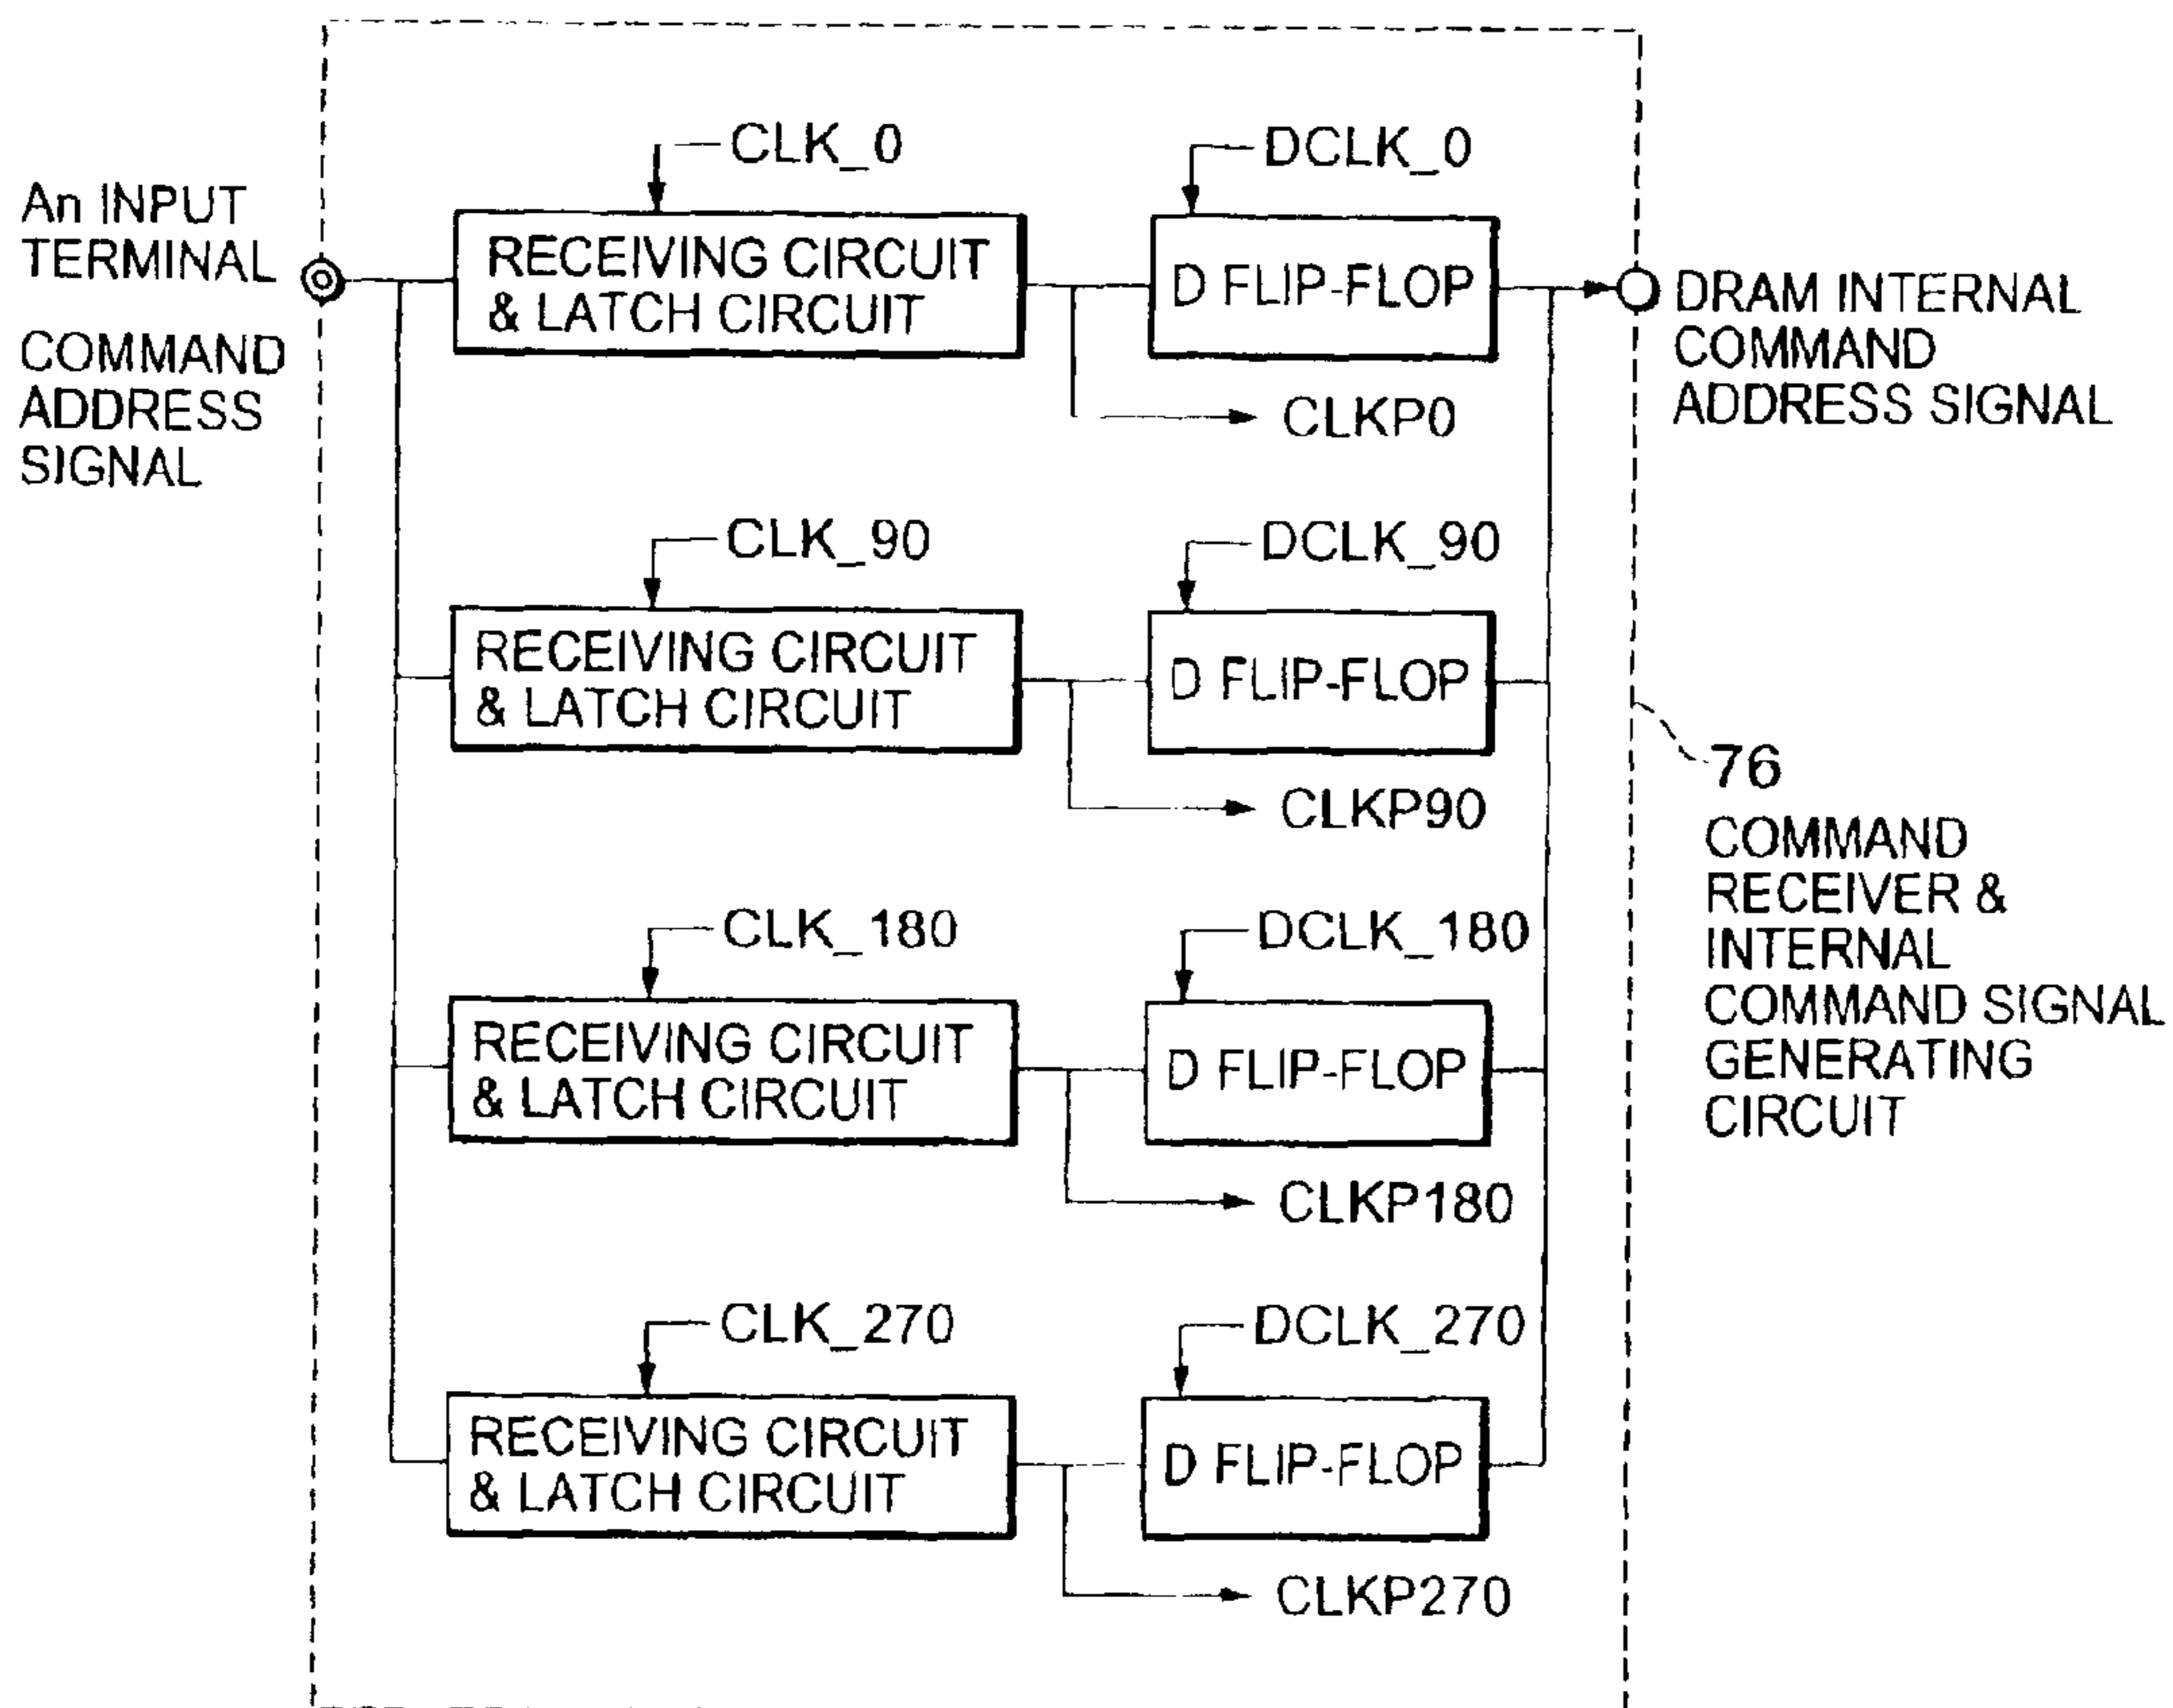 An INPUT
TERMINAL
COMMAND
ADDRESS
SIGNAL
CLK_0
DCLK_0
RECEIVING CIRCUIT
& LATCH CIRCUIT
D FLIP-FLOP
CLKP0
DRAM INTERNAL
COMMAND
ADDRESS SIGNAL
CLK_90
DCLK_90
RECEIVING CIRCUIT
& LATCH CIRCUIT
D FLIP-FLOP
CLKP90
76
COMMAND
RECEIVER &
INTERNAL
COMMAND SIGNAL
GENERATING
CIRCUIT
CLK_180
DCLK_180
RECEIVING CIRCUIT
& LATCH CIRCUIT
D FLIP-FLOP
CLKP180
CLK_270
DCLK_270
RECEIVING CIRCUIT
& LATCH CIRCUIT
D FLIP-FLOP
CLKP270